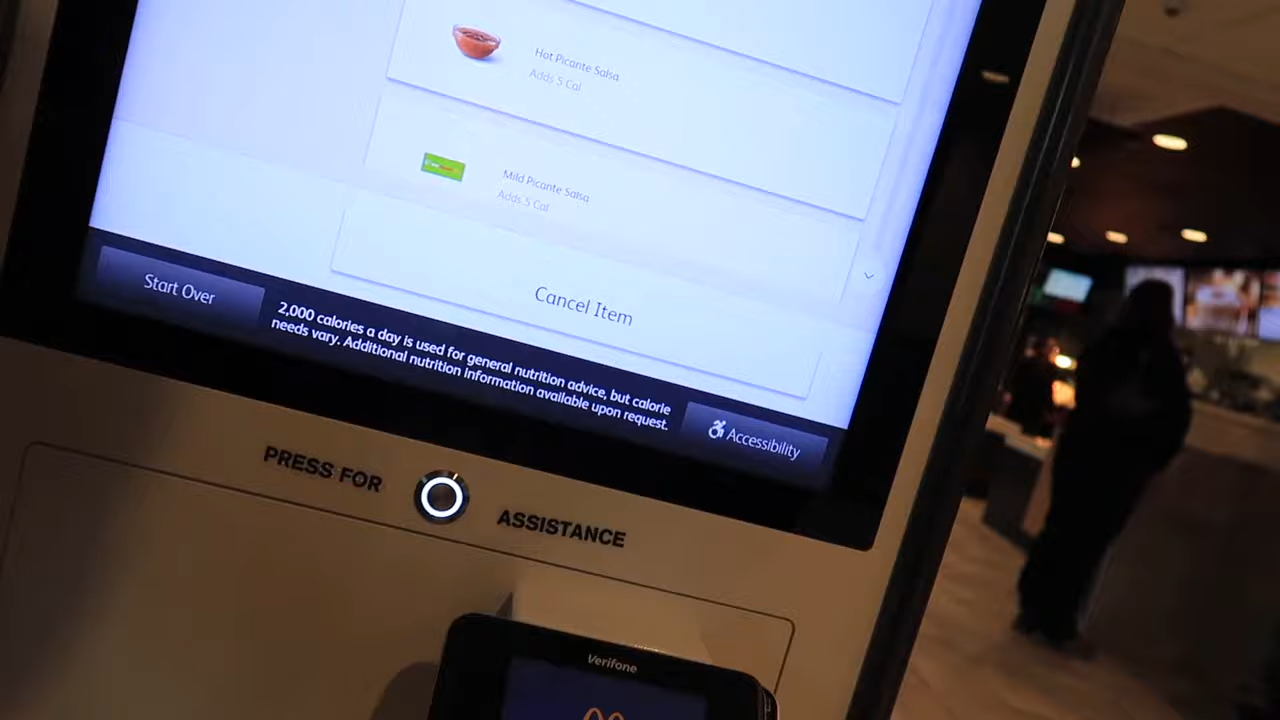 Hot Picante Salsa
Adds 5 Cal
Mild Picante Salsa
Adds 5 Cal
Cancel Item
Start Over
2,000 calories a day is used for general nutrition advice, but calorie
needs vary. Additional nutrition information available upon request.
Accessibility
PRESS FOR
ASSISTANCE
Verifone